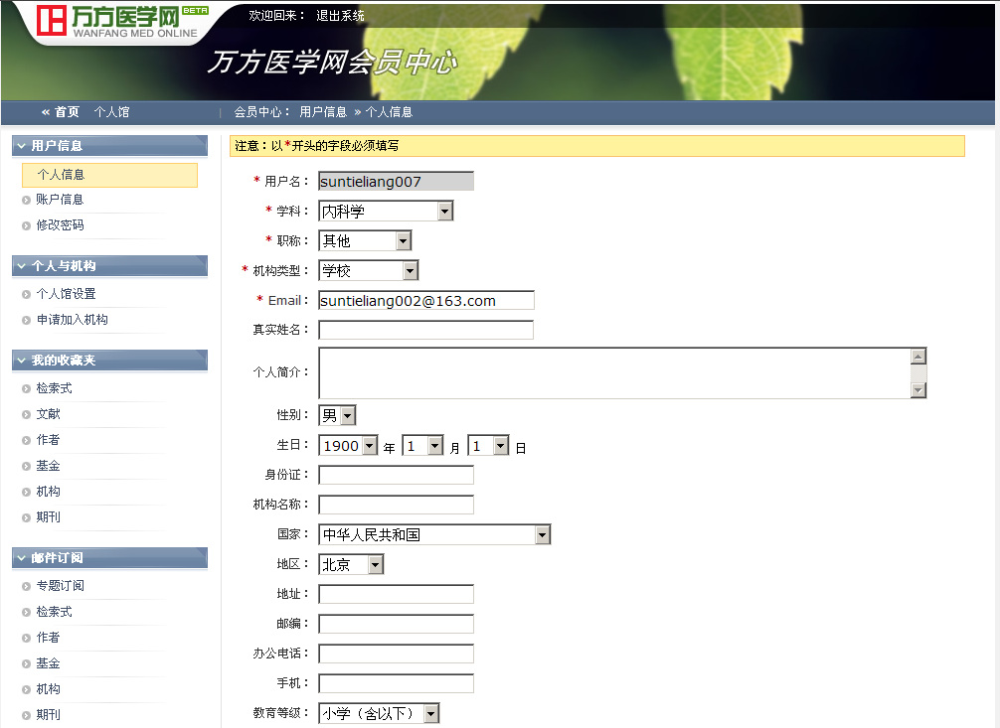 万方医学网 BETA
WANFANG MED ONLINE
欢迎回来： 退出系统
万方医学网会员中心
« 首页 个人馆 | 会员中心： 用户信息 » 个人信息
用户信息
个人信息
账户信息
修改密码
个人与机构
个人馆设置
申请加入机构
我的收藏夹
检索式
文献
作者
基金
机构
期刊
邮件订阅
专题订阅
检索式
作者
基金
机构
期刊
注意：以*开头的字段必须填写
* 用户名： suntieliang007
* 学科： 内科学
* 职称： 其他
* 机构类型： 学校
* Email： suntieliang002@163.com
真实姓名：
个人简介：
性别： 男
生日： 1900 年 1 月 1 日
身份证：
机构名称：
国家： 中华人民共和国
地区： 北京
地址：
邮编：
办公电话：
手机：
教育等级： 小学（含以下）